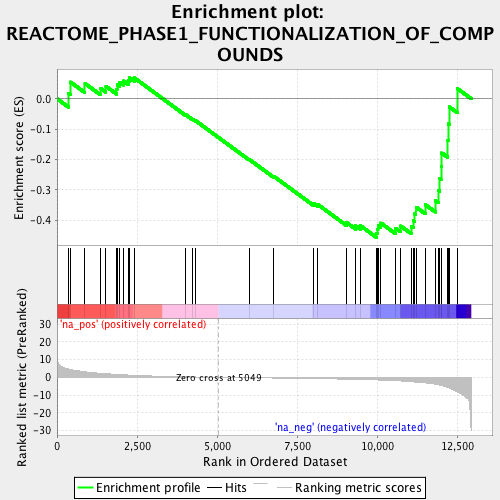 Enrichment plot:
REACTOME_PHASE1_FUNCTIONALIZATION_OF_COMP
OUNDS
Enrichment score (ES)
0.0
-0.1
-0.2
-0.3
-0.4
'na_pos' (positively correlated)
Ranked list metric (PreRanked)
30
20
10
0
-10
-20
-30
Zero cross at 5049
'na_neg' (negatively correlated)
0
2,500
5,000
7,500
10,000
12,500
Rank in Ordered Dataset
Enrichment profile
Hits
Ranking metric scores